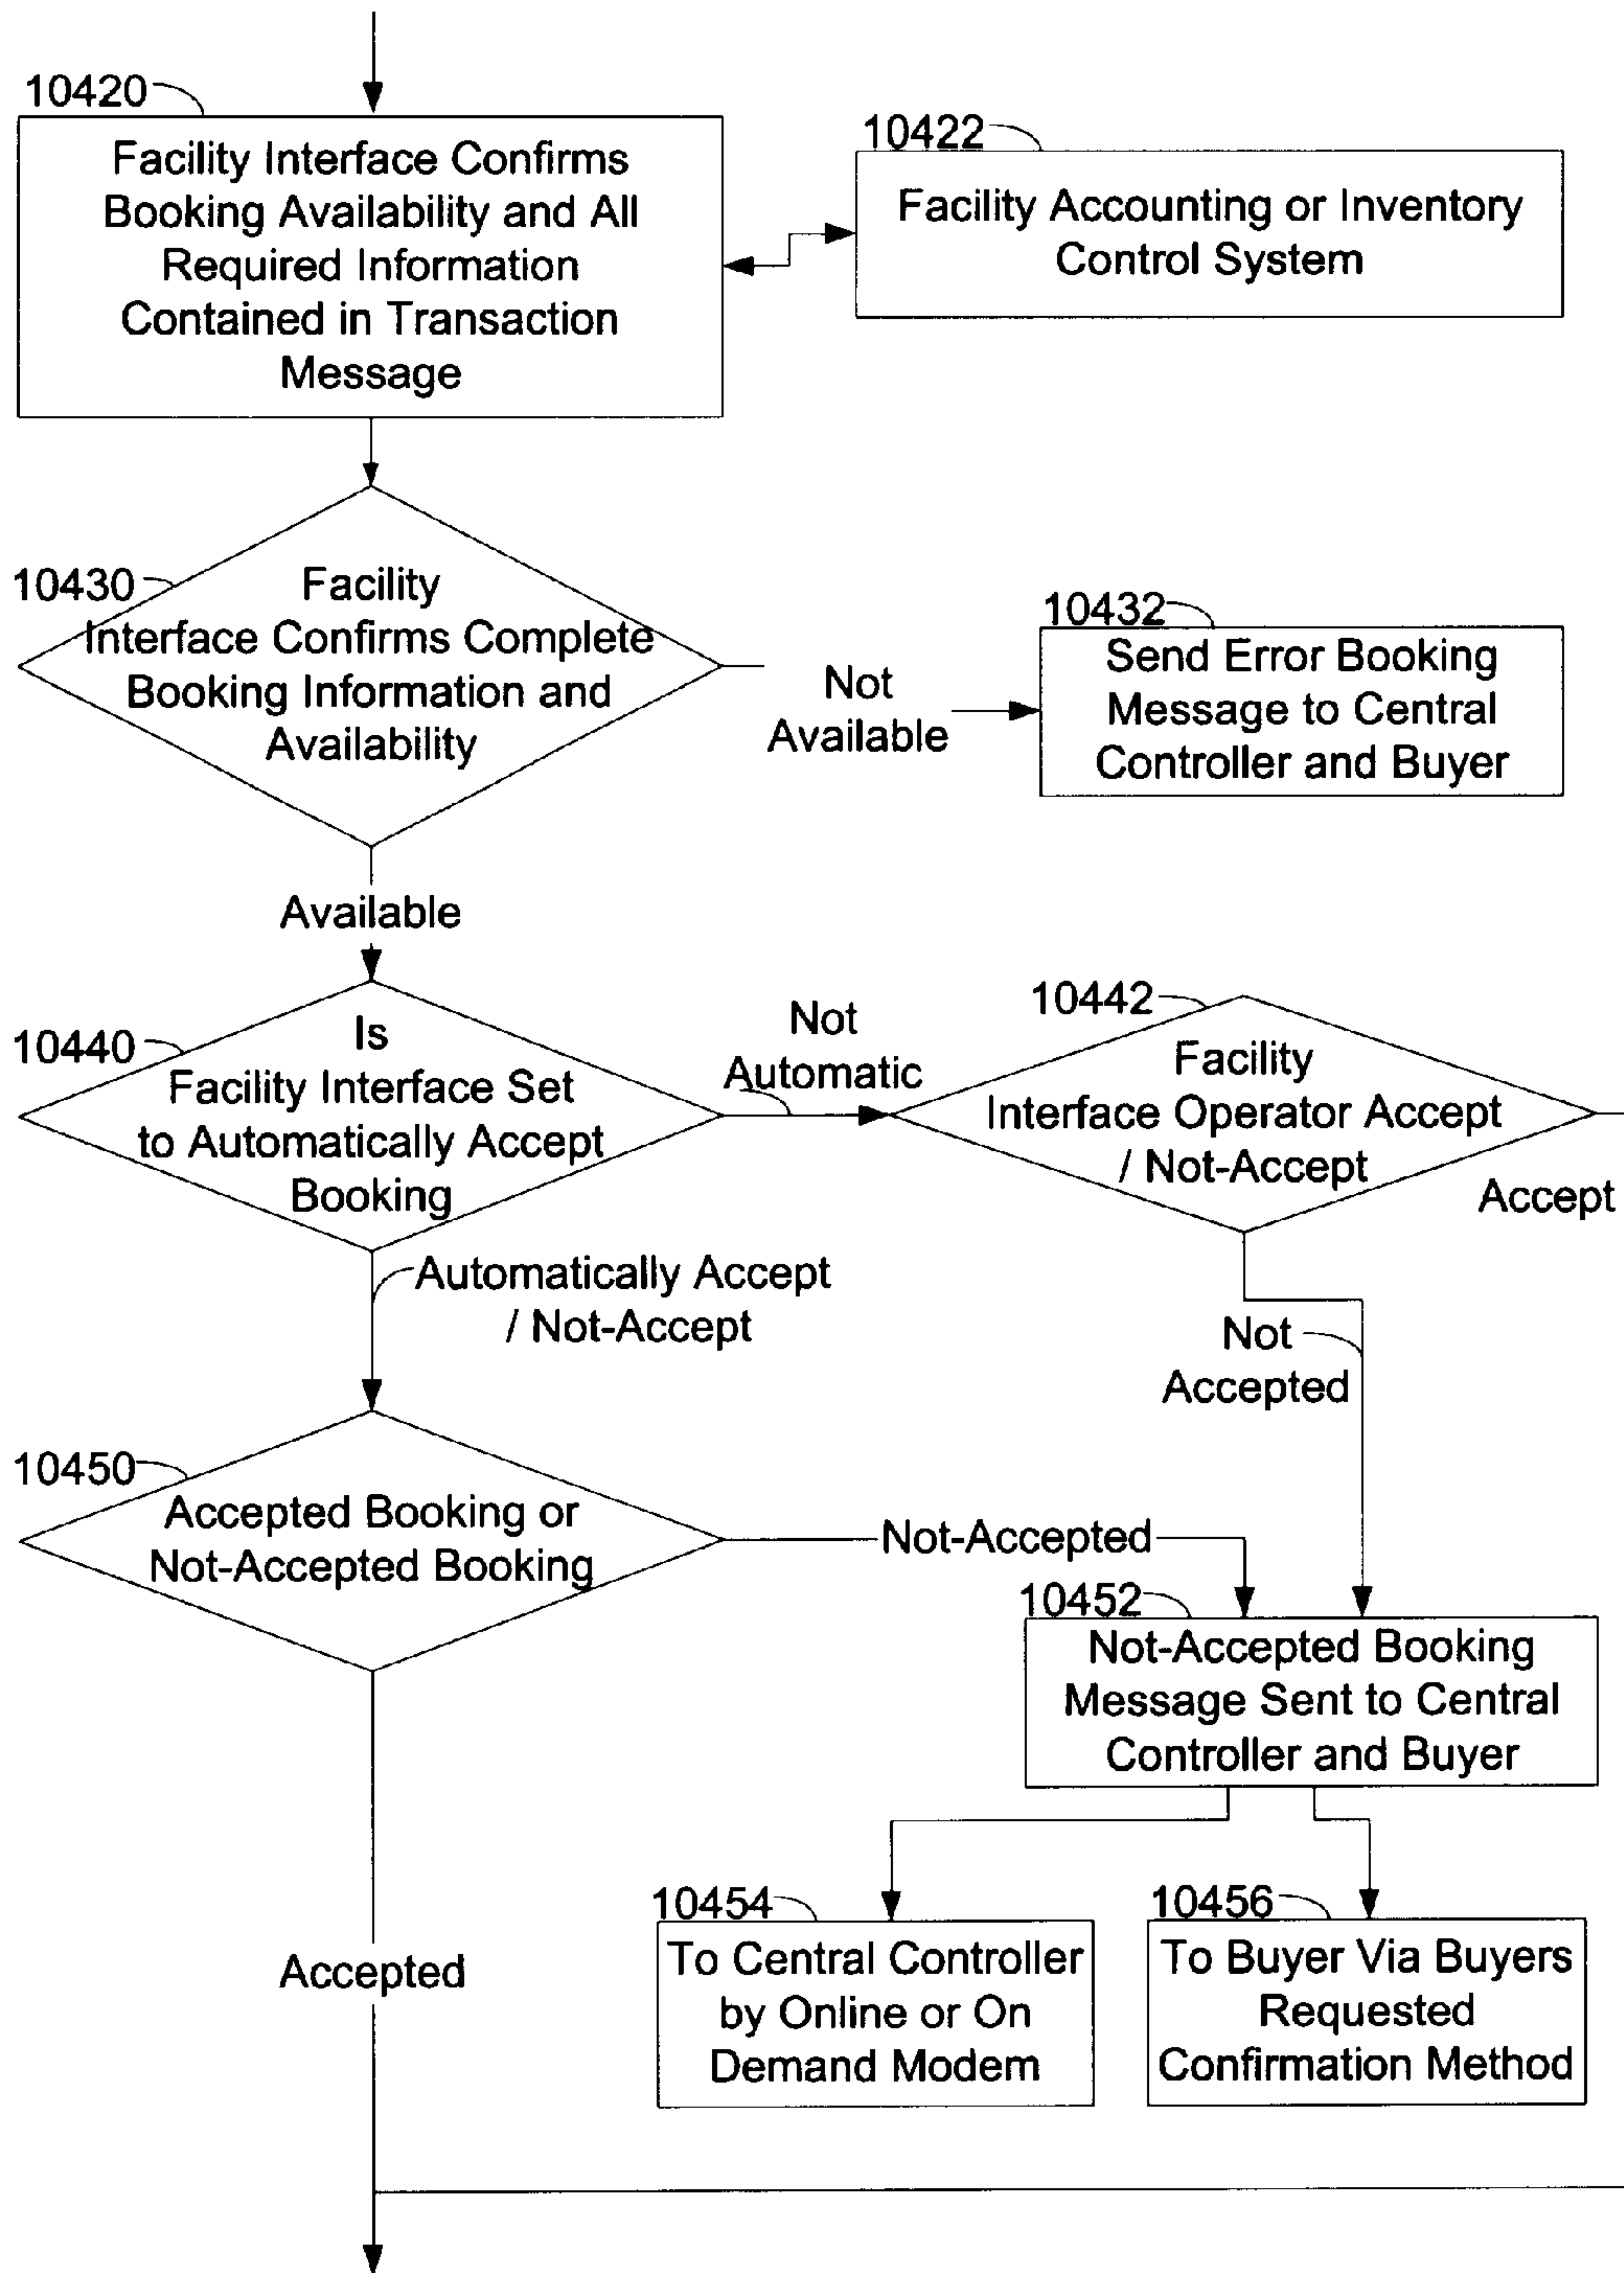 10420
Facility Interface Confirms
Booking Availability and All
Required Information
Contained in Transaction
Message
10422
Facility Accounting or Inventory
Control System
10430
Facility
Interface Confirms Complete
Booking Information and
Availability
Not
Available
10432
Send Error Booking
Message to Central
Controller and Buyer
Available
10440
Is
Facility Interface Set
to Automatically Accept
Booking
Not
Automatic
10442
Facility
Interface Operator Accept
/ Not-Accept
Accept
Automatically Accept
/ Not-Accept
Not
Accepted
10450
Accepted Booking or
Not-Accepted Booking
Not-Accepted
10452
Not-Accepted Booking
Message Sent to Central
Controller and Buyer
10454
To Central Controller
by Online or On
Demand Modem
10456
To Buyer Via Buyers
Requested
Confirmation Method
Accepted